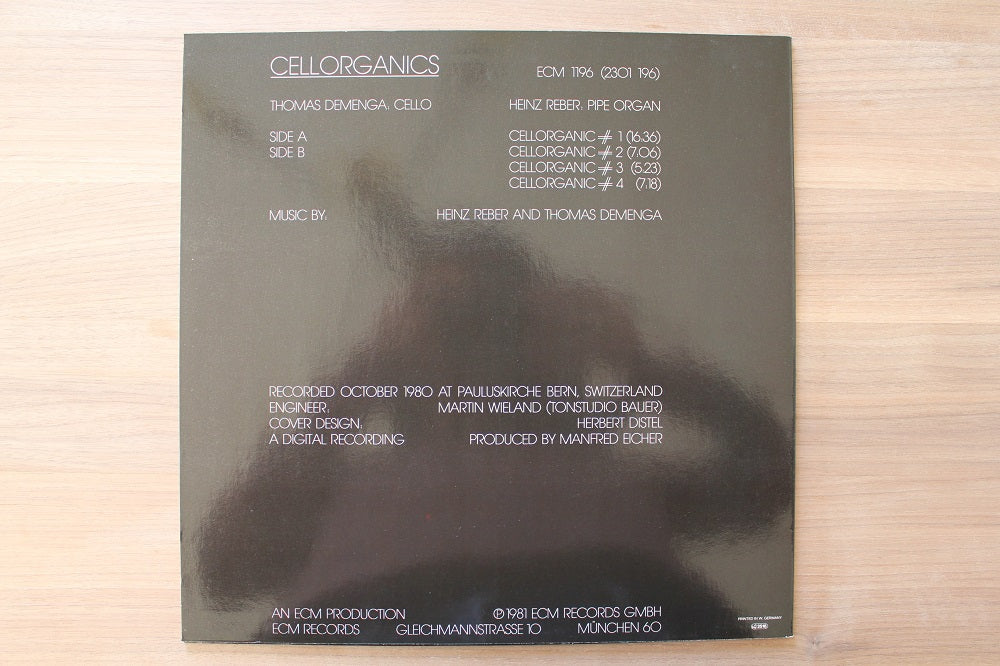 CELLORGANICS ECM 1196 (2301 196)
THOMAS DEMENGA: CELLO HEINZ REBER: PIPE ORGAN
SIDE A CELLORGANIC # 1 (16:36)
SIDE B CELLORGANIC # 2 (7:06)
CELLORGANIC # 3 (5:23)
CELLORGANIC # 4 (7:18)
MUSIC BY: HEINZ REBER AND THOMAS DEMENGA
RECORDED OCTOBER 1980 AT PAULUSKIRCHE BERN, SWITZERLAND
ENGINEER: MARTIN WIELAND (TONSTUDIO BAUER)
COVER DESIGN: HERBERT DISTEL
A DIGITAL RECORDING PRODUCED BY MANFRED EICHER
AN ECM PRODUCTION ℗ 1981 ECM RECORDS GMBH
ECM RECORDS GLEICHMANNSTRASSE 10 MÜNCHEN 60
PRINTED IN W. GERMANY